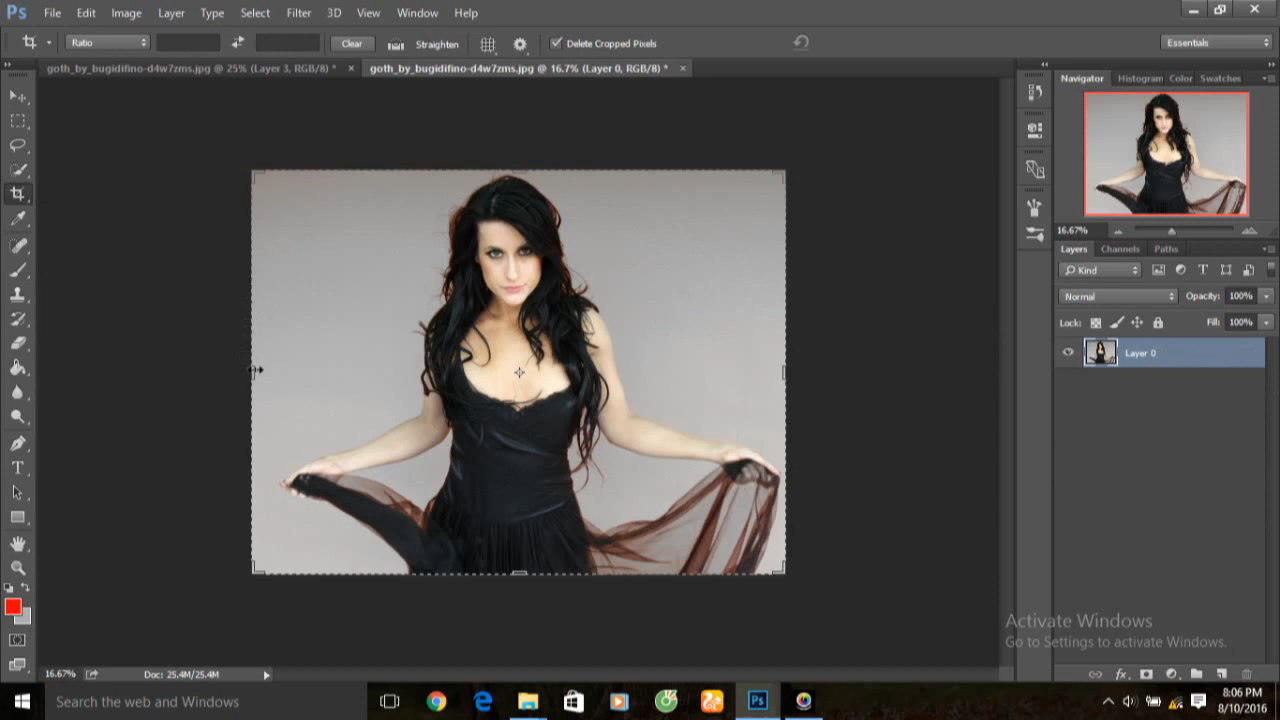 Ps File Edit Image Layer Type Select Filter 3D View Window Help
Ratio Clear Straighten Delete Cropped Pixels Essentials
goth_by_bugidifino-d4w7zms.jpg @ 25% (Layer 3, RGB/8) * × goth_by_bugidifino-d4w7zms.jpg @ 16.7% (Layer 0, RGB/8) * ×
Navigator Histogram Color Swatches
16.67%
Layers Channels Paths
Kind
Normal Opacity: 100%
Lock: Fill: 100%
Layer 0
T
Activate Windows
Go to Settings to activate Windows.
16.67% Doc: 25.4M/25.4M
fx
Search the web and Windows
Ps
8:06 PM
8/10/2016